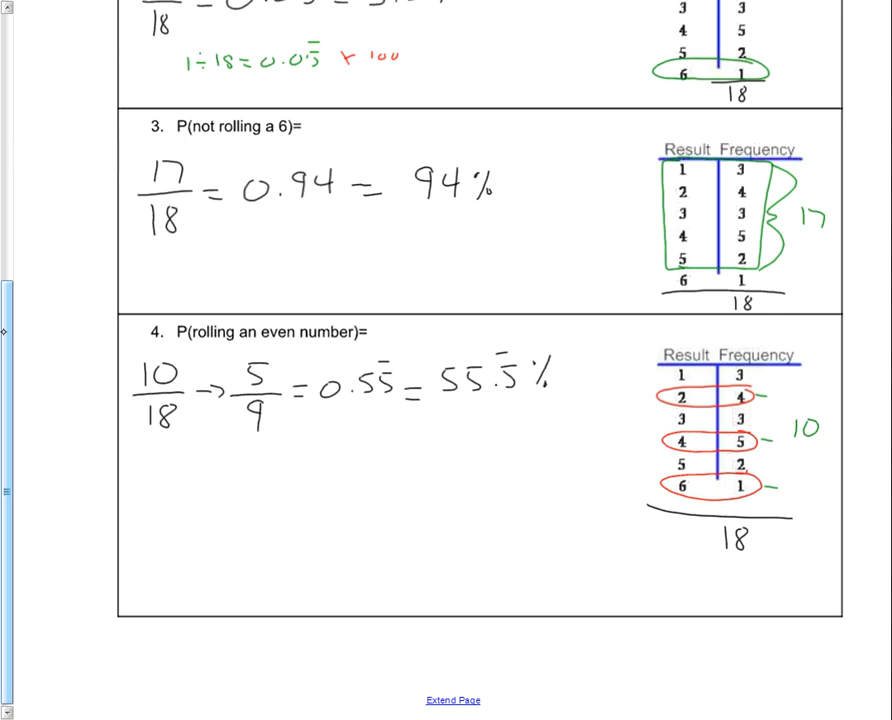 18
1÷18=0.05̅ × 100
3 3
4 5
5 2
6 1
18
3. P(not rolling a 6)=
17/18 = 0.94 = 94%
Result Frequency
1 3
2 4
3 3
4 5
5 2
6 1
18
17
4. P(rolling an even number)=
10/18 → 5/9 = 0.55̅ = 55.5̅%
Result Frequency
1 3
2 4
3 3
4 5
5 2
6 1
10
18
Extend Page